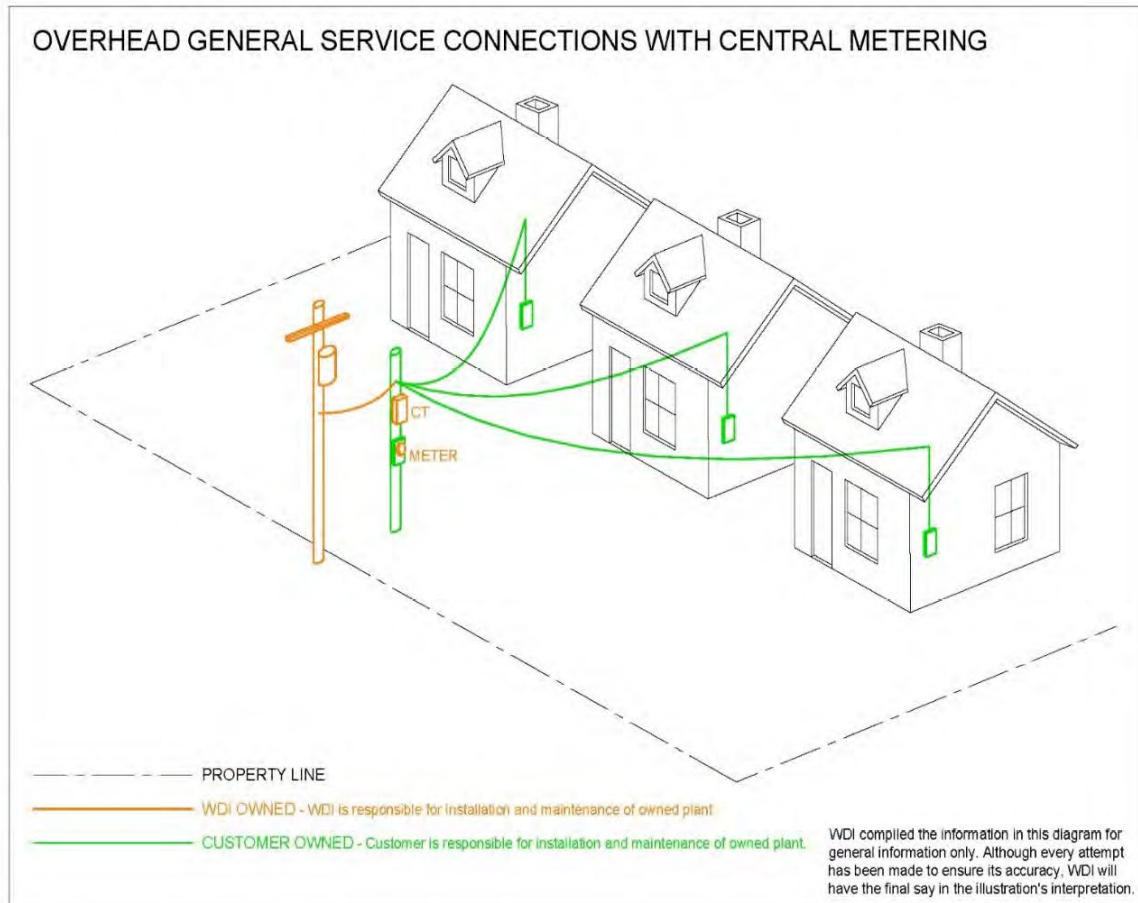 OVERHEAD GENERAL SERVICE CONNECTIONS WITH CENTRAL METERING
CT
METER
PROPERTY LINE
WDI OWNED - WDI is responsible for installation and maintenance of owned plant
CUSTOMER OWNED - Customer is responsible for installation and maintenance of owned plant.
WDI compiled the information in this diagram for
general information only. Although every attempt
has been made to ensure its accuracy, WDI will
have the final say in the illustration's interpretation.